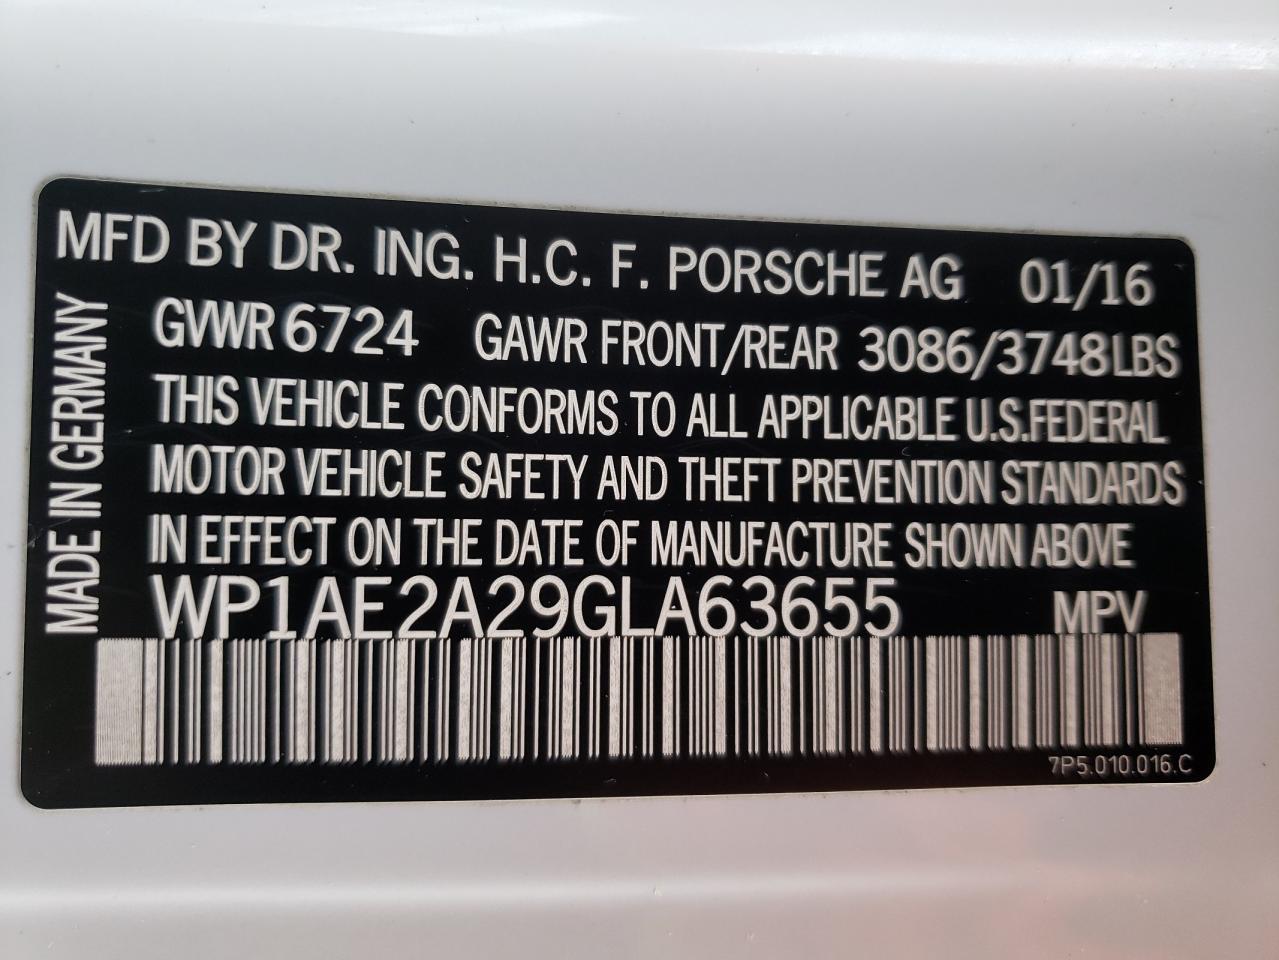 MFD BY DR. ING. H.C. F. PORSCHE AG 01/16
GVWR 6724 GAWR FRONT/REAR 3086/3748LBS
THIS VEHICLE CONFORMS TO ALL APPLICABLE U.S.FEDERAL
MOTOR VEHICLE SAFETY AND THEFT PREVENTION STANDARDS
IN EFFECT ON THE DATE OF MANUFACTURE SHOWN ABOVE
WP1AE2A29GLA63655 MPV
7P5.010.016.C
MADE IN GERMANY